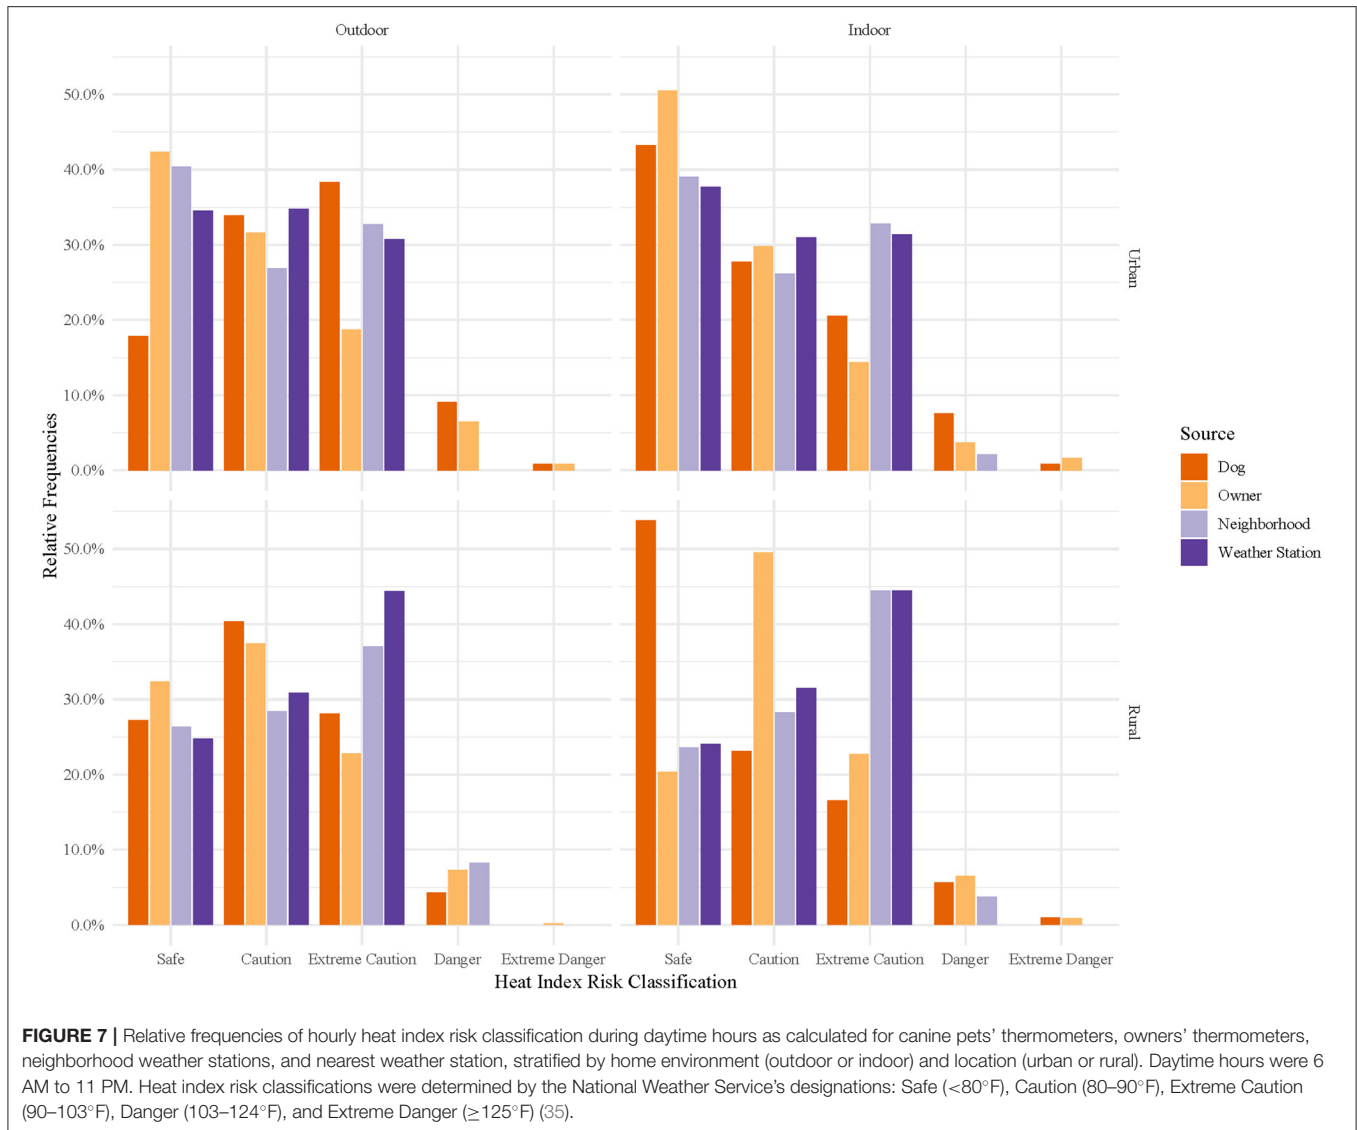 Outdoor
Indoor
50.0%
40.0%
30.0%
20.0%
10.0%
0.0%
Urban
50.0%
40.0%
30.0%
20.0%
10.0%
0.0%
Rural
Relative Frequencies
Safe Caution Extreme Caution Danger Extreme Danger
Safe Caution Extreme Caution Danger Extreme Danger
Heat Index Risk Classification
Source
Dog
Owner
Neighborhood
Weather Station
FIGURE 7 | Relative frequencies of hourly heat index risk classification during daytime hours as calculated for canine pets' thermometers, owners' thermometers,
neighborhood weather stations, and nearest weather station, stratified by home environment (outdoor or indoor) and location (urban or rural). Daytime hours were 6
AM to 11 PM. Heat index risk classifications were determined by the National Weather Service's designations: Safe (<80°F), Caution (80–90°F), Extreme Caution
(90–103°F), Danger (103–124°F), and Extreme Danger (≥125°F) (35).